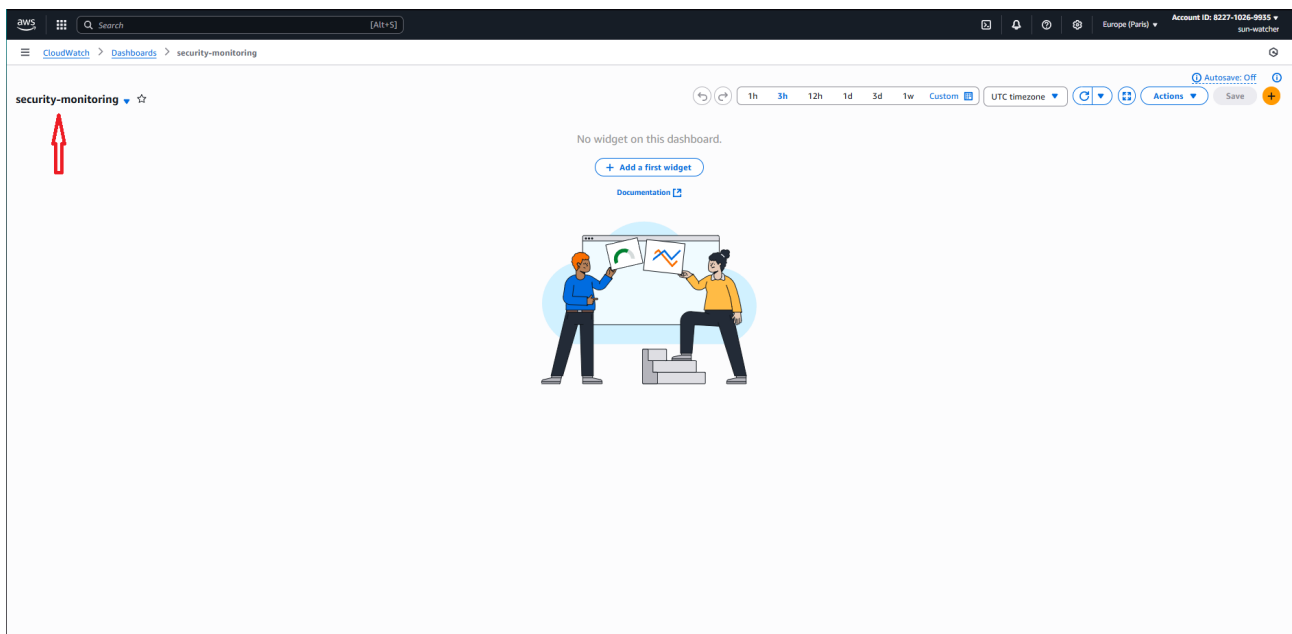 aws
Search [Alt+S]
Europe (Paris)
Account ID: 8227-1026-9935
sun-watcher
CloudWatch > Dashboards > security-monitoring
Autosave: Off
security-monitoring
1h 3h 12h 1d 3d 1w Custom
UTC timezone
Actions
Save
No widget on this dashboard.
+ Add a first widget
Documentation